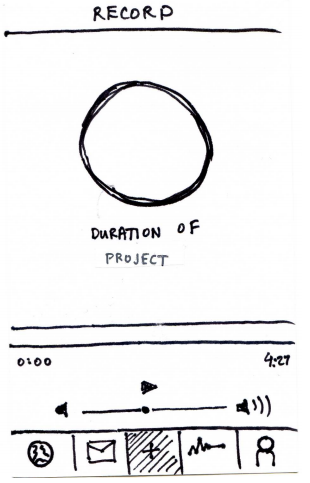 RECORD
DURATION OF
PROJECT
0:00 4:27